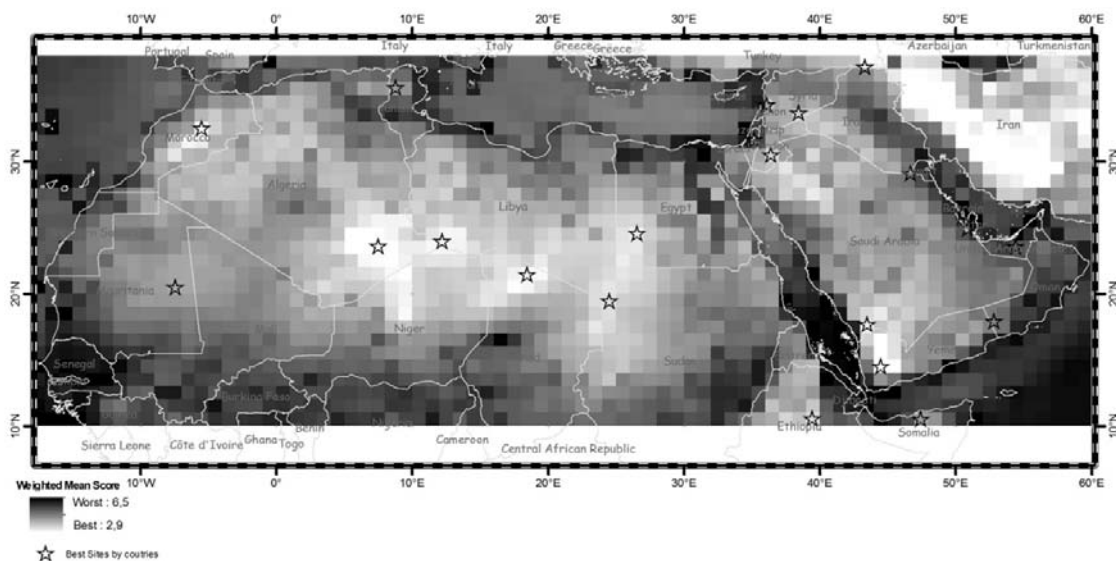 10°W 0° 10°E 20°E 30°E 40°E 50°E 60°E
Portugal Spain Italy Italy Greece Greece Turkey Azerbaijan Turkmenistan
Syria
Morocco Iran
30°N 30°N
Algeria Libya Egypt
Saudi Arabia
20°N Mauritania Oman 20°N
Niger Sudan Yemen
Senegal
Burkina Faso
10°N Benin Nigeria Ethiopia Somalia 10°N
Sierra Leone Côte d'Ivoire Ghana Togo Cameroon Central African Republic
10°W 0° 10°E 20°E 30°E 40°E 50°E 60°E
Weighted Mean Score
Worst : 6,5
Best : 2,9
Best Sites by coutries